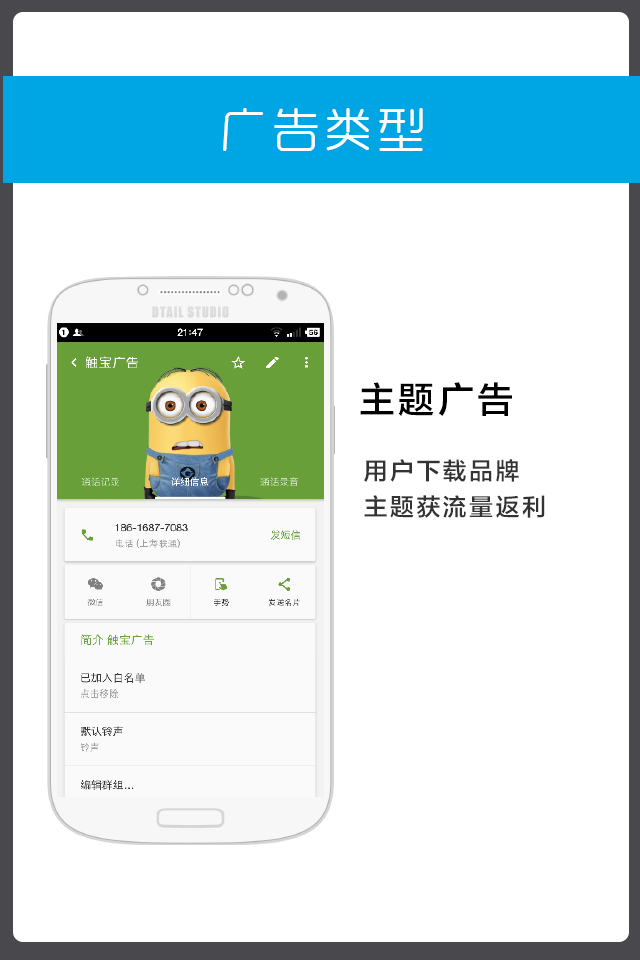 广告类型
DTAIL STUDIO
1
21:47
56
触宝广告
通话记录
详细信息
通话录音
186-1687-7083
电话 (上海联通)
发短信
微信
朋友圈
手势
发送名片
简介 触宝广告
已加入白名单
点击移除
默认铃声
铃声
编辑群组...
主题广告
用户下载品牌
主题获流量返利